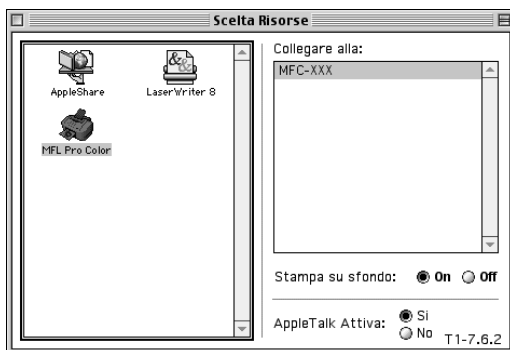 Scelta Risorse
AppleShare
LaserWriter 8
MFL Pro Color
Collegare alla:
MFC-XXX
Stampa su sfondo: On Off
AppleTalk Attiva: Si
No
T1-7.6.2